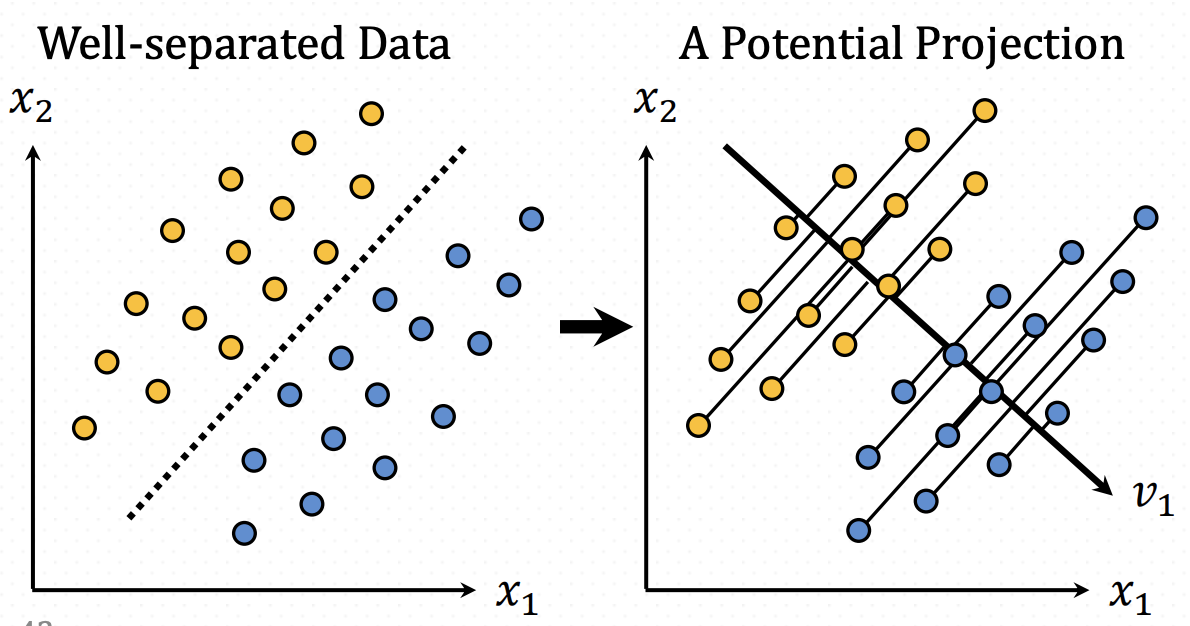 Well-separated Data
A Potential Projection
x₂
x₂
v₁
x₁
x₁